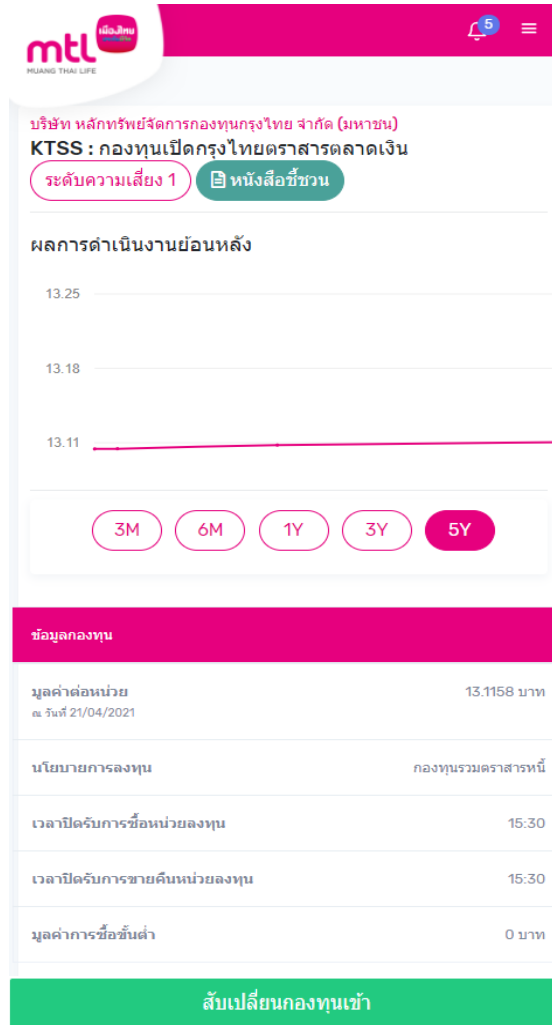 เมืองไทย
mtl
MUANG THAI LIFE
5
บริษัท หลักทรัพย์จัดการกองทุนกรุงไทย จำกัด (มหาชน)
KTSS : กองทุนเปิดกรุงไทยตราสารตลาดเงิน
ระดับความเสี่ยง 1 หนังสือชี้ชวน
ผลการดำเนินงานย้อนหลัง
13.25
13.18
13.11
3M 6M 1Y 3Y 5Y
ข้อมูลกองทุน
มูลค่าต่อหน่วย 13.1158 บาท
ณ วันที่ 21/04/2021
นโยบายการลงทุน กองทุนรวมตราสารหนี้
เวลาปิดรับการซื้อหน่วยลงทุน 15:30
เวลาปิดรับการขายคืนหน่วยลงทุน 15:30
มูลค่าการซื้อขั้นต่ำ 0 บาท
สับเปลี่ยนกองทุนเข้า